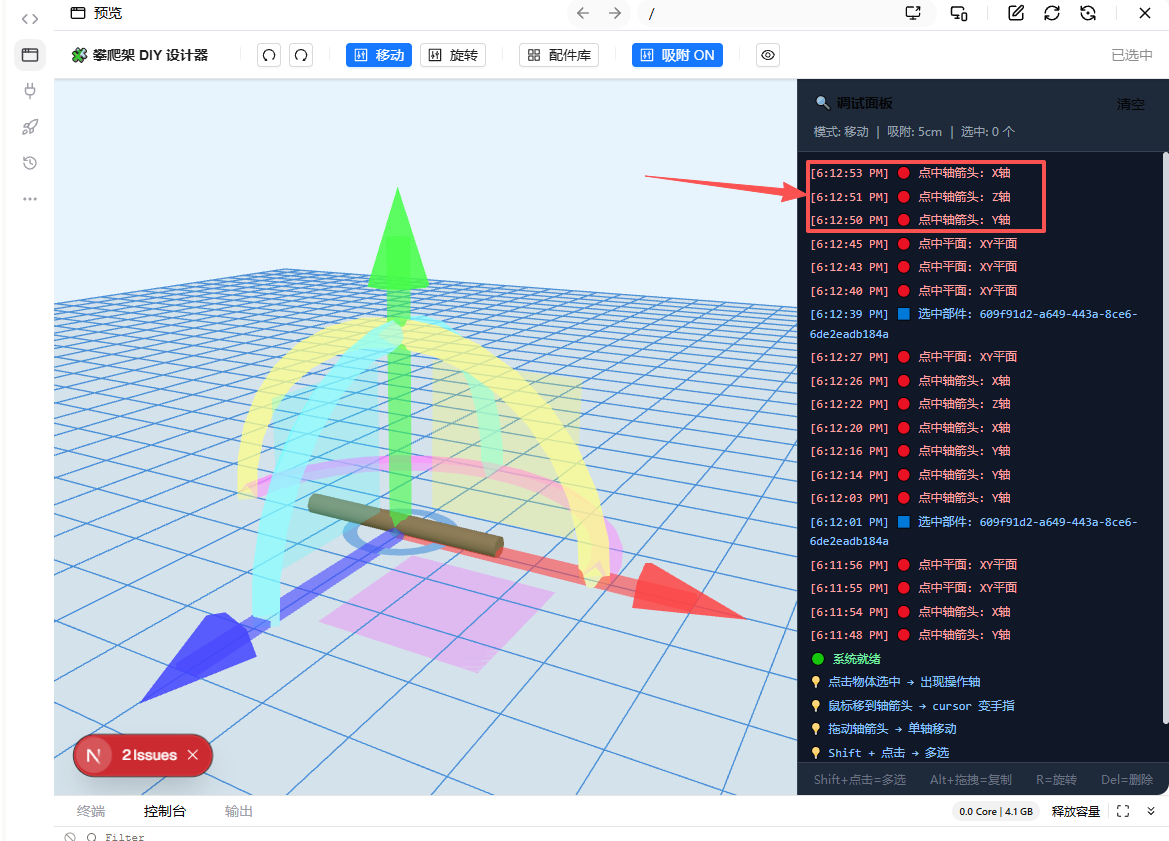 预览
/
攀爬架 DIY 设计器
移动
旋转
配件库
吸附 ON
已选中
调试面板
清空
模式: 移动 | 吸附: 5cm | 选中: 0 个
[6:12:53 PM] 点中轴箭头: X轴
[6:12:51 PM] 点中轴箭头: Z轴
[6:12:50 PM] 点中轴箭头: Y轴
[6:12:45 PM] 点中平面: XY平面
[6:12:43 PM] 点中平面: XY平面
[6:12:40 PM] 点中平面: XY平面
[6:12:39 PM] 选中部件: 609f91d2-a649-443a-8ce6-
6de2eadb184a
[6:12:27 PM] 点中平面: XY平面
[6:12:26 PM] 点中轴箭头: X轴
[6:12:22 PM] 点中轴箭头: Z轴
[6:12:20 PM] 点中轴箭头: X轴
[6:12:16 PM] 点中轴箭头: Y轴
[6:12:14 PM] 点中轴箭头: Y轴
[6:12:03 PM] 点中轴箭头: Y轴
[6:12:01 PM] 选中部件: 609f91d2-a649-443a-8ce6-
6de2eadb184a
[6:11:56 PM] 点中平面: XY平面
[6:11:55 PM] 点中平面: XY平面
[6:11:54 PM] 点中轴箭头: X轴
[6:11:48 PM] 点中轴箭头: Y轴
系统就绪
点击物体选中 → 出现操作轴
鼠标移到轴箭头 → cursor 变手指
拖动轴箭头 → 单轴移动
Shift + 点击 → 多选
Shift+点击=多选 Alt+拖拽=复制 R=旋转 Del=删除
N 2 Issues
终端 控制台 输出
0.0 Core | 4.1 GB 释放容量
Filter